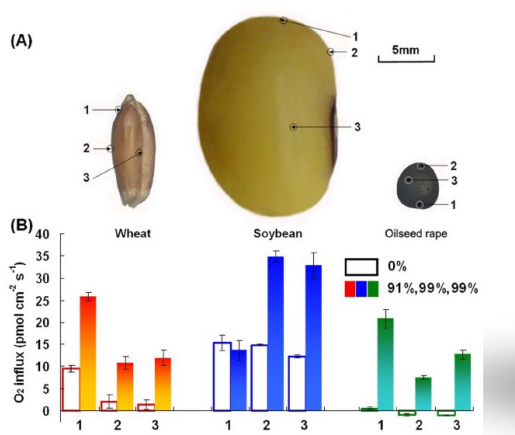 (A)
1
2
5mm
1
2
3
3
2
3
1
(B)
Wheat
Soybean
Oilseed rape
O₂ influx (pmol cm⁻² s⁻¹)
40
35
30
25
20
15
10
5
0
0%
91%,99%,99%
1 2 3 1 2 3 1 2 3